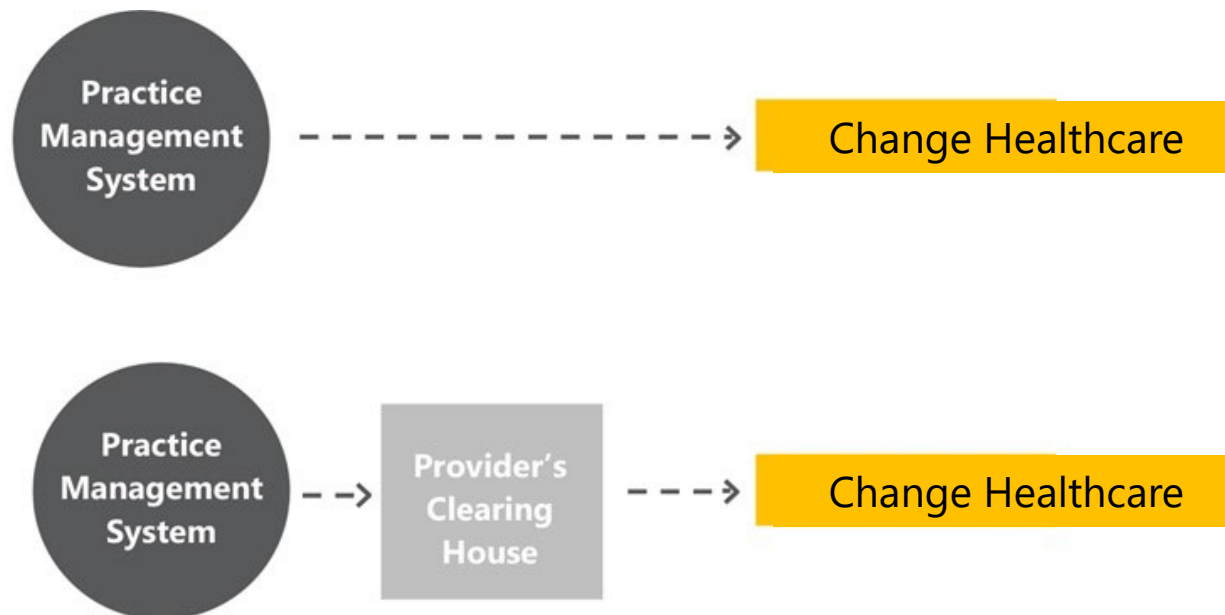 Practice
Management
System
Change Healthcare
Practice
Management
System
Provider’s
Clearing
House
Change Healthcare